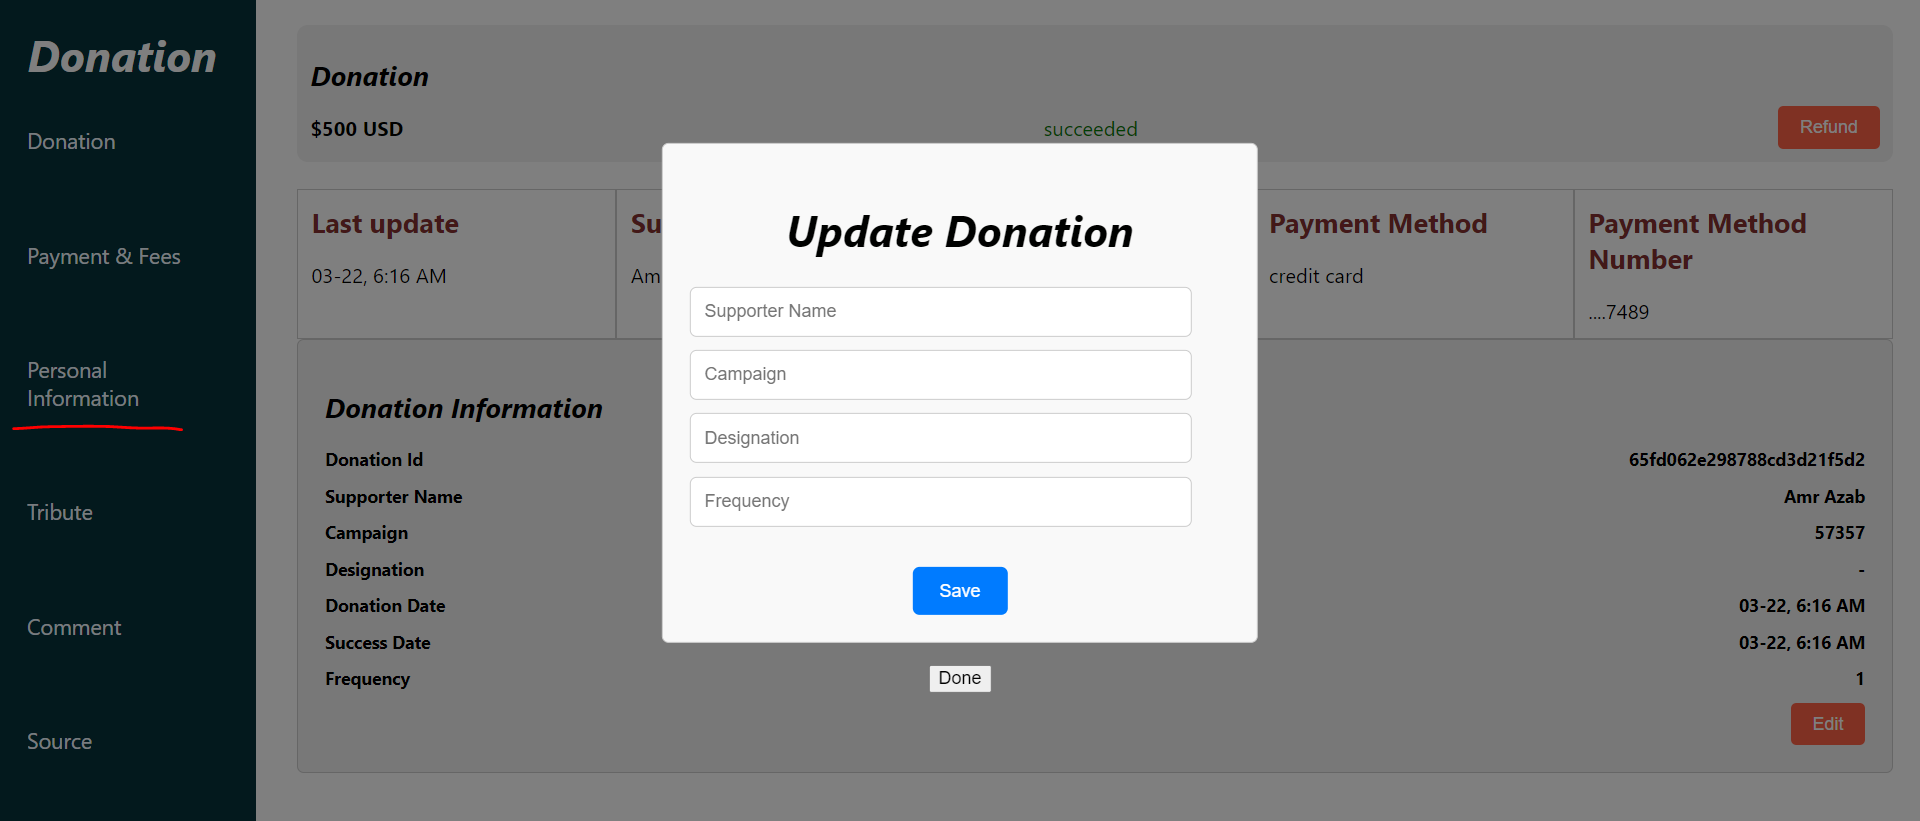 Donation
Donation
Payment & Fees
Personal
Information
Tribute
Comment
Source
Donation
$500 USD
succeeded
Refund
Last update
03-22, 6:16 AM
Su
Am
Payment Method
credit card
Payment Method
Number
....7489
Donation Information
Donation Id
65fd062e298788cd3d21f5d2
Supporter Name
Amr Azab
Campaign
57357
Designation
-
Donation Date
03-22, 6:16 AM
Success Date
03-22, 6:16 AM
Frequency
1
Edit
Update Donation
Supporter Name
Campaign
Designation
Frequency
Save
Done